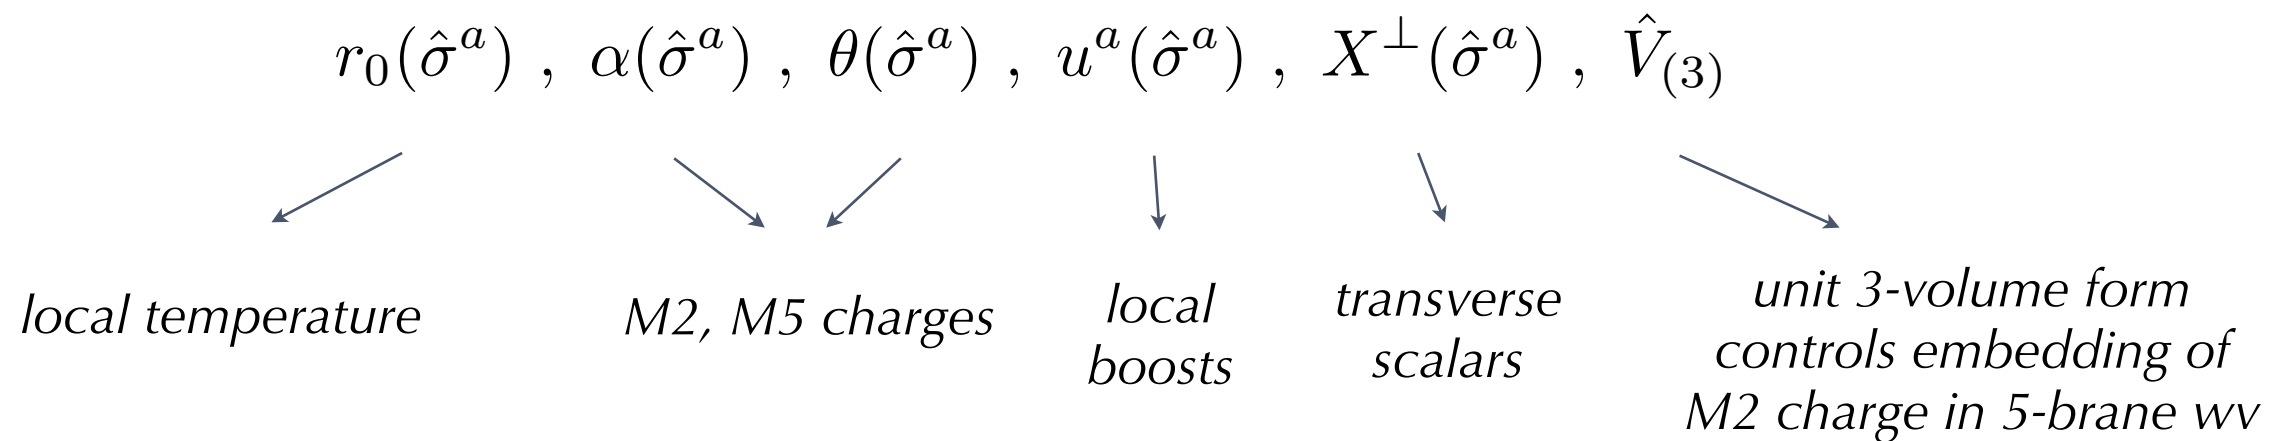 r₀(σ̂ᵃ) , α(σ̂ᵃ) , θ(σ̂ᵃ) , uᵃ(σ̂ᵃ) , X^⊥(σ̂ᵃ) , V̂₍₃₎
local temperature
M2, M5 charges
local
boosts
transverse
scalars
unit 3-volume form
controls embedding of
M2 charge in 5-brane wv